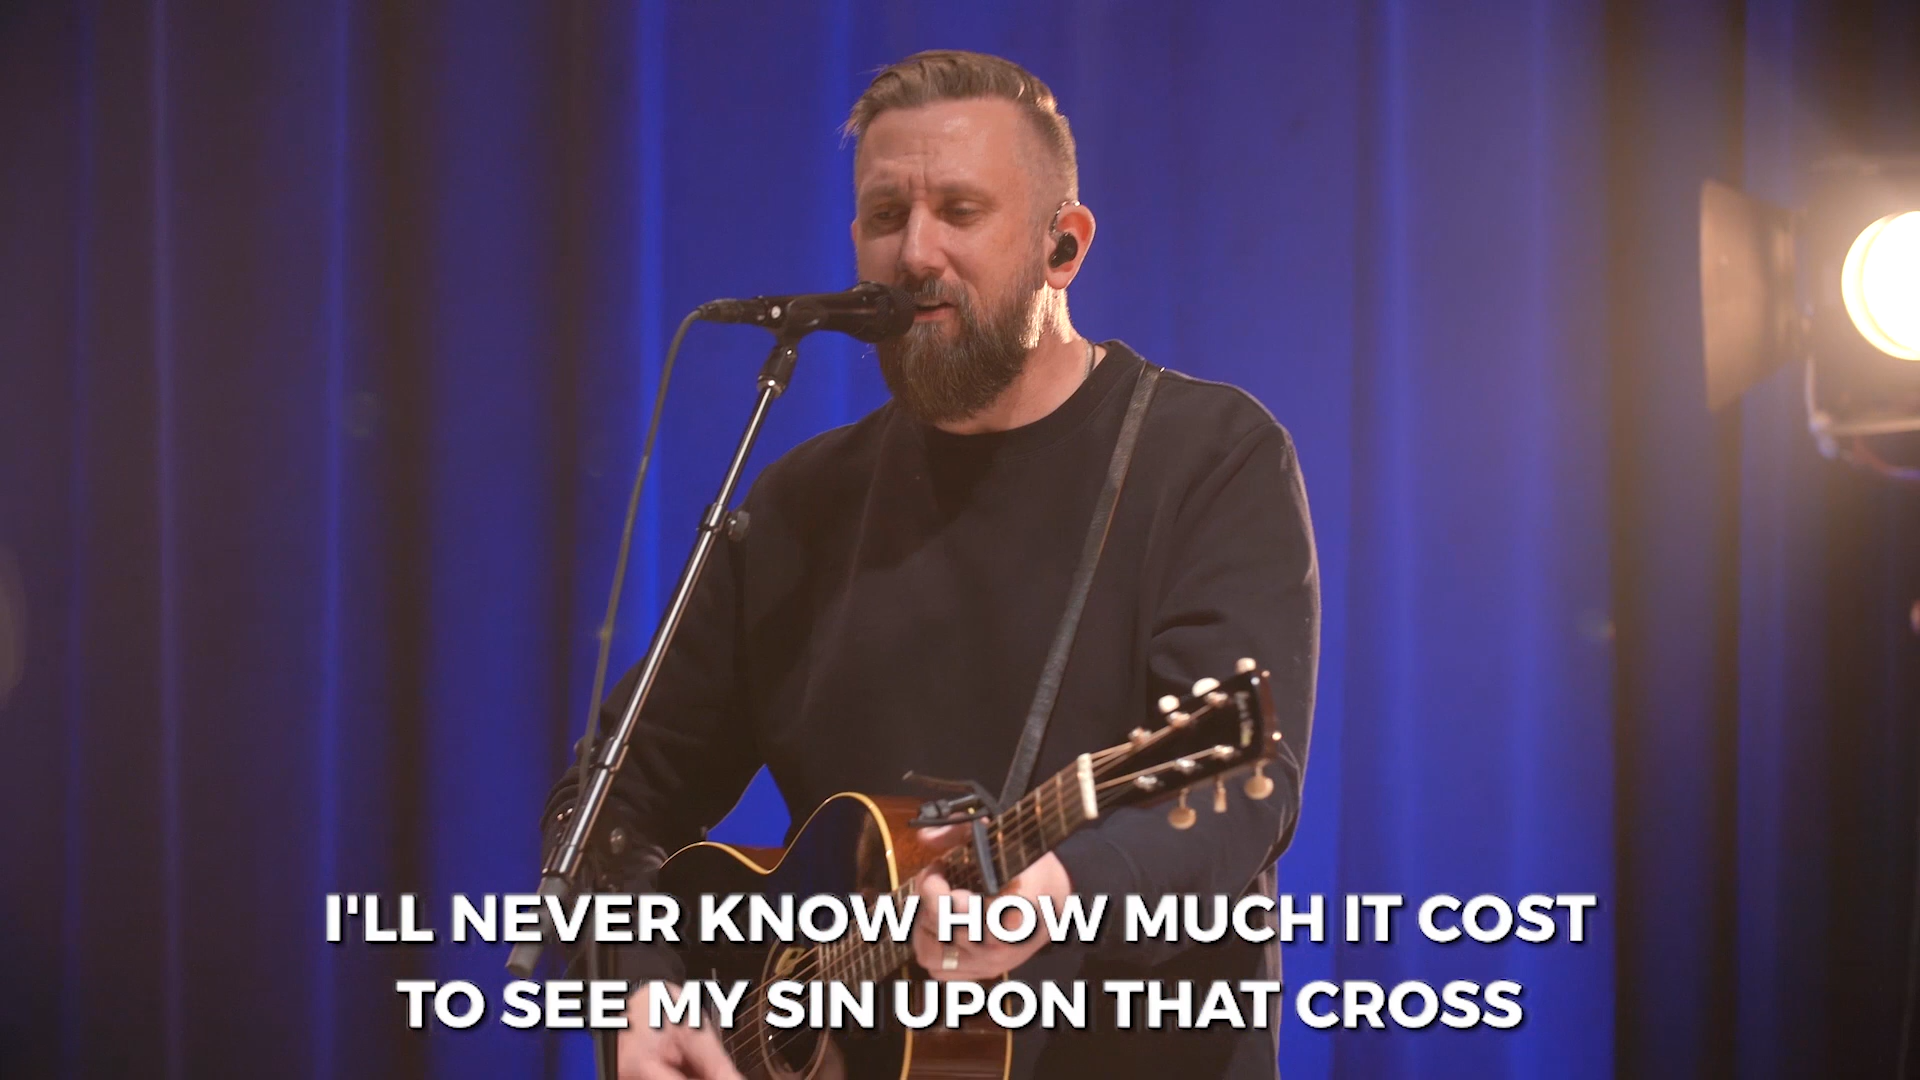 I'LL NEVER KNOW HOW MUCH IT COST
TO SEE MY SIN UPON THAT CROSS